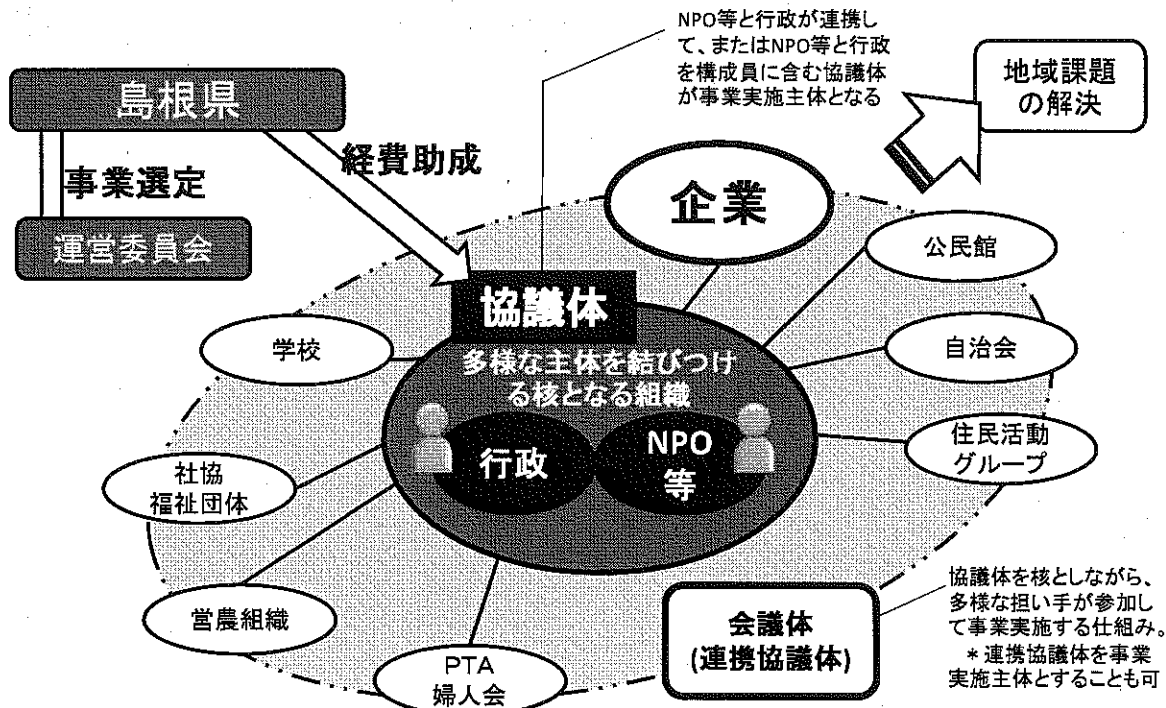 NPO等と行政が連携し
て、またはNPO等と行政
を構成員に含む協議体
が事業実施主体となる
地域課題
の解決
島根県
経費助成
事業選定
運営委員会
企業
公民館
協議体
学校
自治会
多様な主体を結びつけ
る核となる組織
行政
NPO
等
住民活動
グループ
社協
福祉団体
営農組織
PTA
婦人会
会議体
(連携協議体)
協議体を核としながら、
多様な担い手が参加し
て事業実施する仕組み。
*連携協議体を事業
実施主体とすることも可